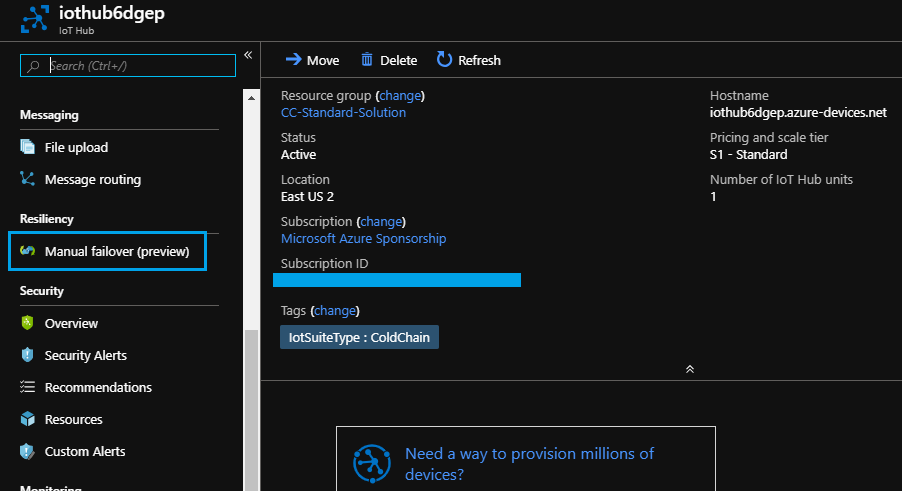 iothub6dgep
IoT Hub
Search (Ctrl+/)
«
Messaging
File upload
Message routing
Resiliency
Manual failover (preview)
Security
Overview
Security Alerts
Recommendations
Resources
Custom Alerts
Monitoring
Move Delete Refresh
Resource group (change)
CC-Standard-Solution
Status
Active
Location
East US 2
Subscription (change)
Microsoft Azure Sponsorship
Subscription ID
Tags (change)
IotSuiteType : ColdChain
Hostname
iothub6dgep.azure-devices.net
Pricing and scale tier
S1 - Standard
Number of IoT Hub units
1
Need a way to provision millions of
devices?